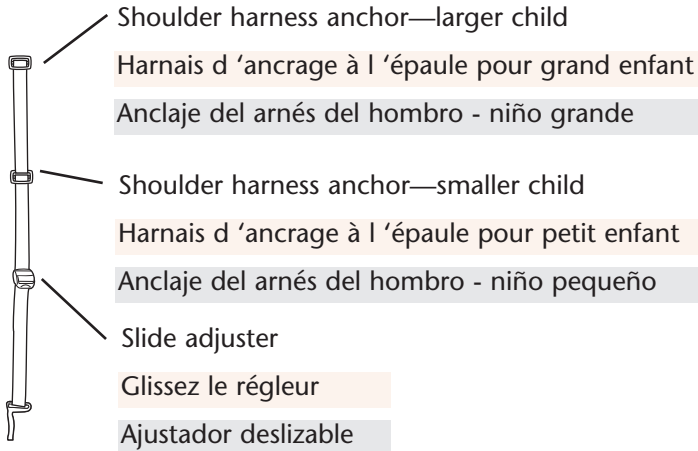 Shoulder harness anchor—larger child
Harnais d ‘ancrage à l ‘épaule pour grand enfant
Anclaje del arnés del hombro - niño grande
Shoulder harness anchor—smaller child
Harnais d ‘ancrage à l ‘épaule pour petit enfant
Anclaje del arnés del hombro - niño pequeño
Slide adjuster
Glissez le régleur
Ajustador deslizable